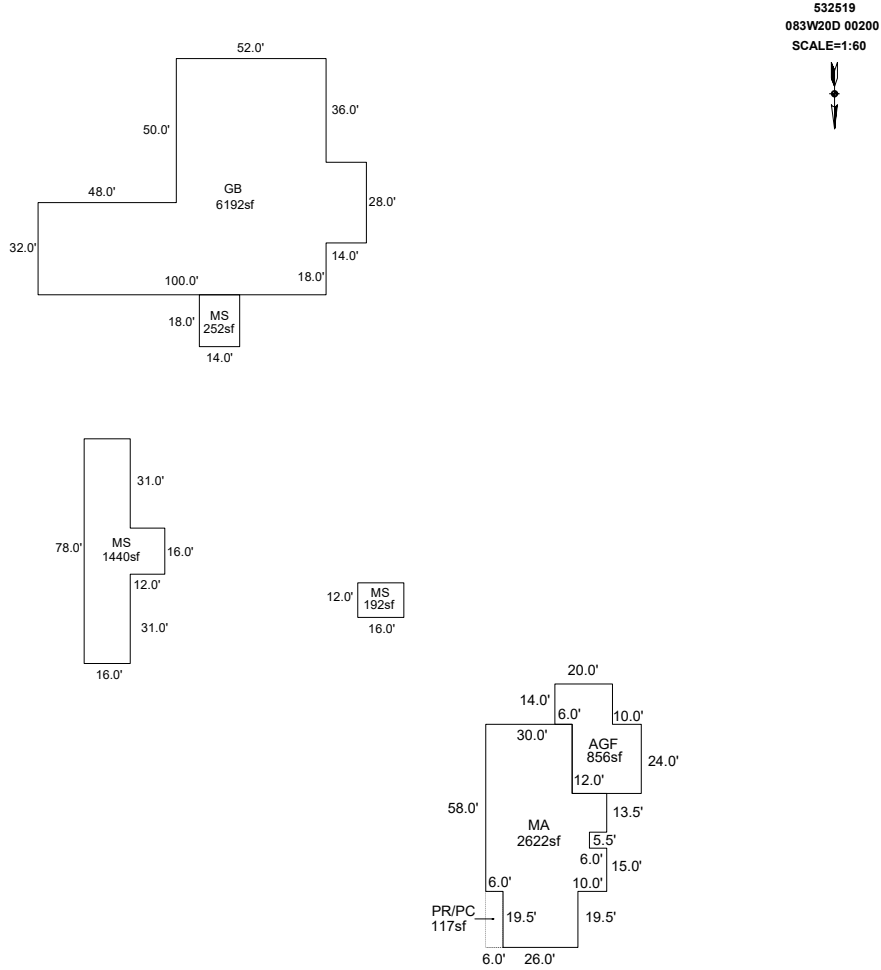 532519
083W20D 00200
SCALE=1:60
52.0'
36.0'
50.0'
48.0'
GB
6192sf
28.0'
32.0'
14.0'
100.0'
18.0'
18.0'
MS
252sf
14.0'
31.0'
78.0'
MS
1440sf
16.0'
12.0'
31.0'
16.0'
12.0'
MS
192sf
16.0'
20.0'
14.0'
6.0'
10.0'
30.0'
AGF
856sf
24.0'
12.0'
58.0'
13.5'
MA
2622sf
5.5'
6.0'
15.0'
6.0'
10.0'
PR/PC
117sf
19.5'
19.5'
6.0'
26.0'